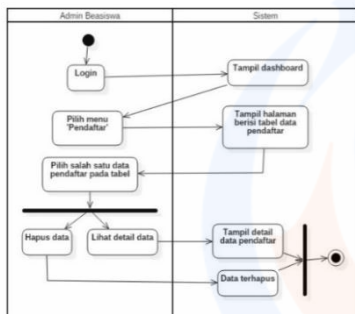 Admin Beasiswa
Sistem
Login
Tampil dashboard
Pilih menu
'Pendaftar'
Tampil halaman
berisi tabel data
pendaftar
Pilih salah satu data
pendaftar pada tabel
Hapus data
Lihat detail data
Tampil detail
data pendaftar
Data terhapus